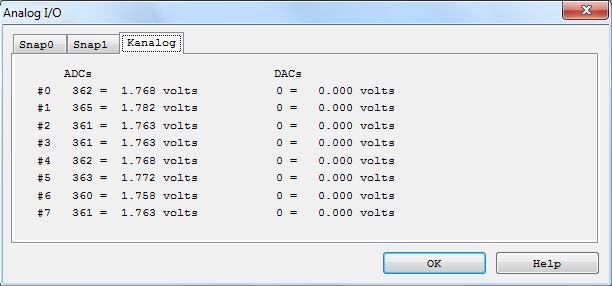 Analog I/O
Snap0 Snap1 Kanalog
ADCs DACs
#0 362 = 1.768 volts 0 = 0.000 volts
#1 365 = 1.782 volts 0 = 0.000 volts
#2 361 = 1.763 volts 0 = 0.000 volts
#3 361 = 1.763 volts 0 = 0.000 volts
#4 362 = 1.768 volts 0 = 0.000 volts
#5 363 = 1.772 volts 0 = 0.000 volts
#6 360 = 1.758 volts 0 = 0.000 volts
#7 361 = 1.763 volts 0 = 0.000 volts
OK Help